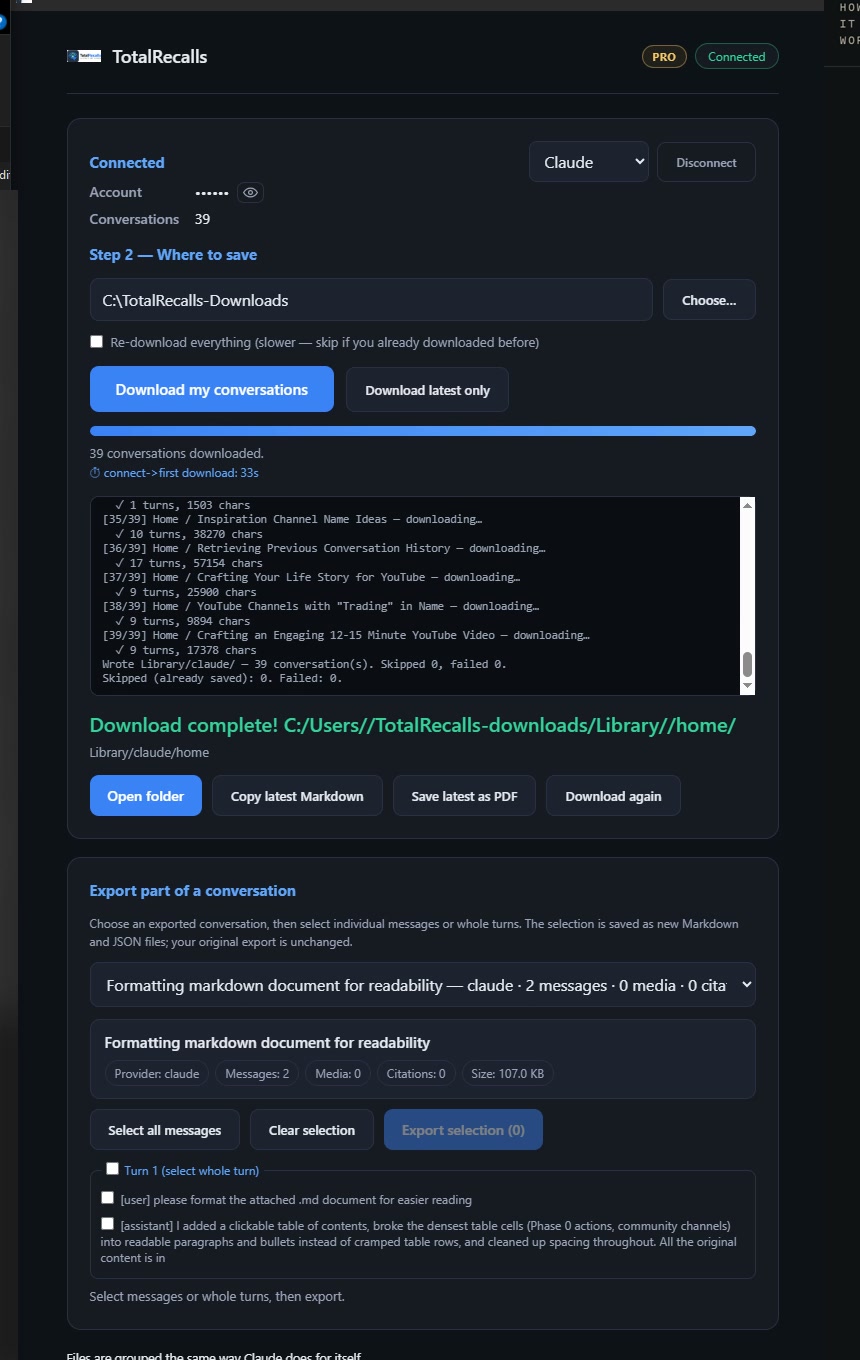 HOW
IT
WOR
TotalRecalls
PRO
Connected
Connected
Claude
Disconnect
Account ••••••
Conversations 39
Step 2 — Where to save
C:\TotalRecalls-Downloads
Choose...
Re-download everything (slower — skip if you already downloaded before)
Download my conversations
Download latest only
39 conversations downloaded.
⏱ connect->first download: 33s
✓ 1 turns, 1503 chars
[35/39] Home / Inspiration Channel Name Ideas — downloading…
✓ 10 turns, 38270 chars
[36/39] Home / Retrieving Previous Conversation History — downloading…
✓ 17 turns, 57154 chars
[37/39] Home / Crafting Your Life Story for YouTube — downloading…
✓ 9 turns, 25900 chars
[38/39] Home / YouTube Channels with "Trading" in Name — downloading…
✓ 9 turns, 9894 chars
[39/39] Home / Crafting an Engaging 12-15 Minute YouTube Video — downloading…
✓ 9 turns, 17378 chars
Wrote Library/claude/ — 39 conversation(s). Skipped 0, failed 0.
Skipped (already saved): 0. Failed: 0.
Download complete! C:/Users//TotalRecalls-downloads/Library//home/
Library/claude/home
Open folder
Copy latest Markdown
Save latest as PDF
Download again
Export part of a conversation
Choose an exported conversation, then select individual messages or whole turns. The selection is saved as new Markdown
and JSON files; your original export is unchanged.
Formatting markdown document for readability — claude · 2 messages · 0 media · 0 cita
Formatting markdown document for readability
Provider: claude
Messages: 2
Media: 0
Citations: 0
Size: 107.0 KB
Select all messages
Clear selection
Export selection (0)
Turn 1 (select whole turn)
[user] please format the attached .md document for easier reading
[assistant] I added a clickable table of contents, broke the densest table cells (Phase 0 actions, community channels)
into readable paragraphs and bullets instead of cramped table rows, and cleaned up spacing throughout. All the original
content is in
Select messages or whole turns, then export.
Files are grouped the same way Claude does for itself